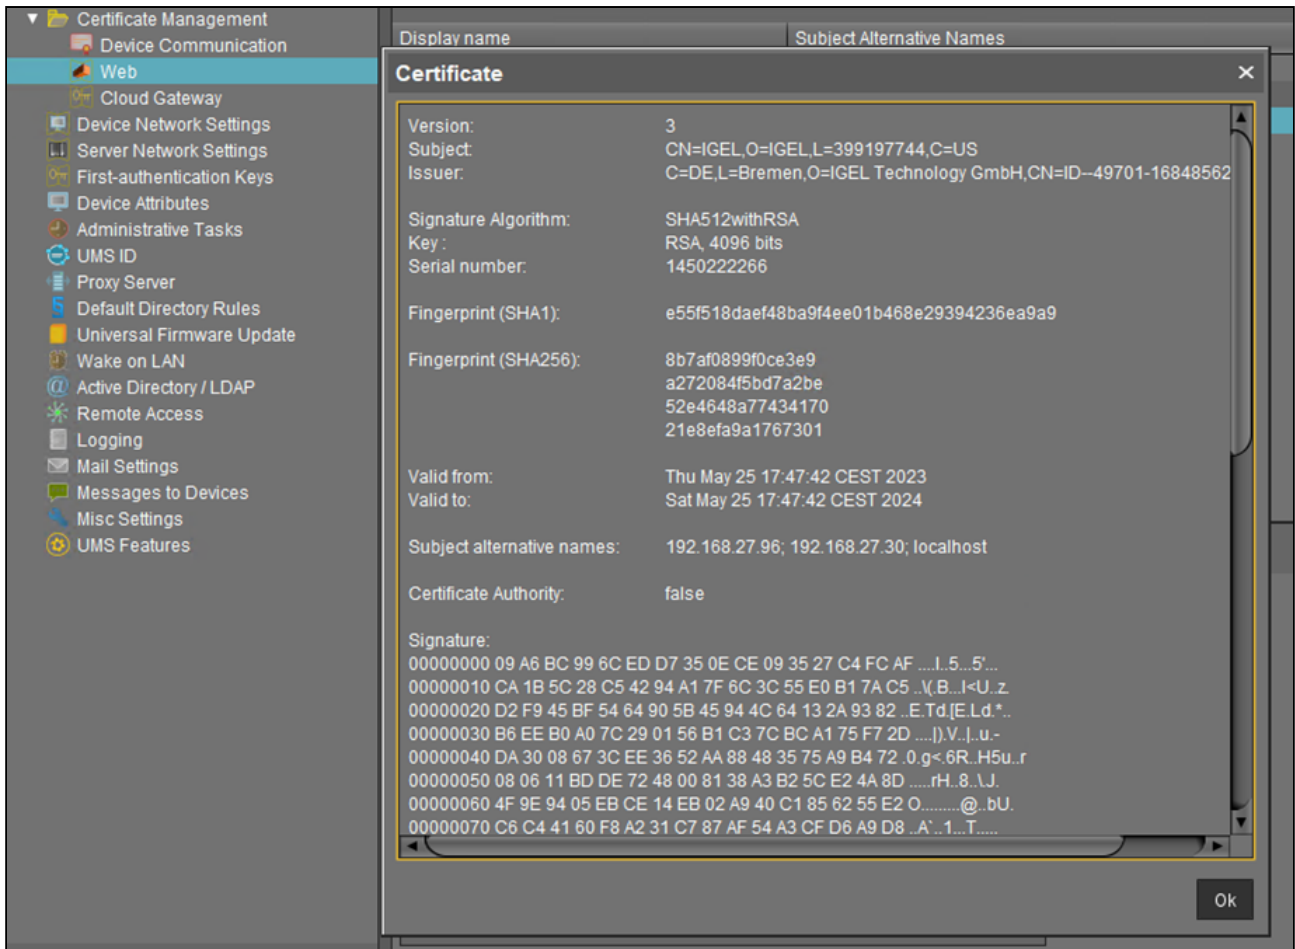 Certificate Management
Device Communication
Web
Cloud Gateway
Device Network Settings
Server Network Settings
First-authentication Keys
Device Attributes
Administrative Tasks
UMS ID
Proxy Server
Default Directory Rules
Universal Firmware Update
Wake on LAN
Active Directory / LDAP
Remote Access
Logging
Mail Settings
Messages to Devices
Misc Settings
UMS Features
Display name Subject Alternative Names
Certificate
Version: 3
Subject: CN=IGEL,O=IGEL,L=399197744,C=US
Issuer: C=DE,L=Bremen,O=IGEL Technology GmbH,CN=ID--49701-16848562
Signature Algorithm: SHA512withRSA
Key : RSA, 4096 bits
Serial number: 1450222266
Fingerprint (SHA1): e55f518daef48ba9f4ee01b468e29394236ea9a9
Fingerprint (SHA256): 8b7af0899f0ce3e9
a272084f5bd7a2be
52e4648a77434170
21e8efa9a1767301
Valid from: Thu May 25 17:47:42 CEST 2023
Valid to: Sat May 25 17:47:42 CEST 2024
Subject alternative names: 192.168.27.96; 192.168.27.30; localhost
Certificate Authority: false
Signature:
00000000 09 A6 BC 99 6C ED D7 35 0E CE 09 35 27 C4 FC AF ....l..5...5'...
00000010 CA 1B 5C 28 C5 42 94 A1 7F 6C 3C 55 E0 B1 7A C5 ..\(.B...l<U..z.
00000020 D2 F9 45 BF 54 64 90 5B 45 94 4C 64 13 2A 93 82 ..E.Td.[E.Ld.*..
00000030 B6 EE B0 A0 7C 29 01 56 B1 C3 7C BC A1 75 F7 2D ....|).V..|..u.-
00000040 DA 30 08 67 3C EE 36 52 AA 88 48 35 75 A9 B4 72 .0.g<.6R..H5u..r
00000050 08 06 11 BD DE 72 48 00 81 38 A3 B2 5C E2 4A 8D .....rH..8..\.J.
00000060 4F 9E 94 05 EB CE 14 EB 02 A9 40 C1 85 62 55 E2 O.........@..bU.
00000070 C6 C4 41 60 F8 A2 31 C7 87 AF 54 A3 CF D6 A9 D8 ..A`..1...T.....
Ok